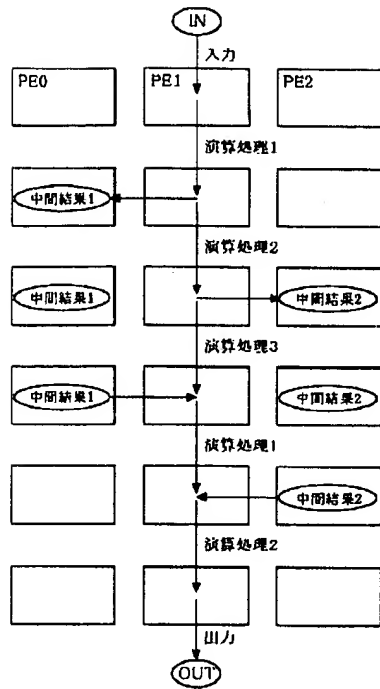 IN
入力
PE0 PE1 PE2
演算処理1
中間結果1
演算処理2
中間結果1 中間結果2
演算処理3
中間結果1 中間結果2
演算処理1
中間結果2
演算処理2
出力
OUT